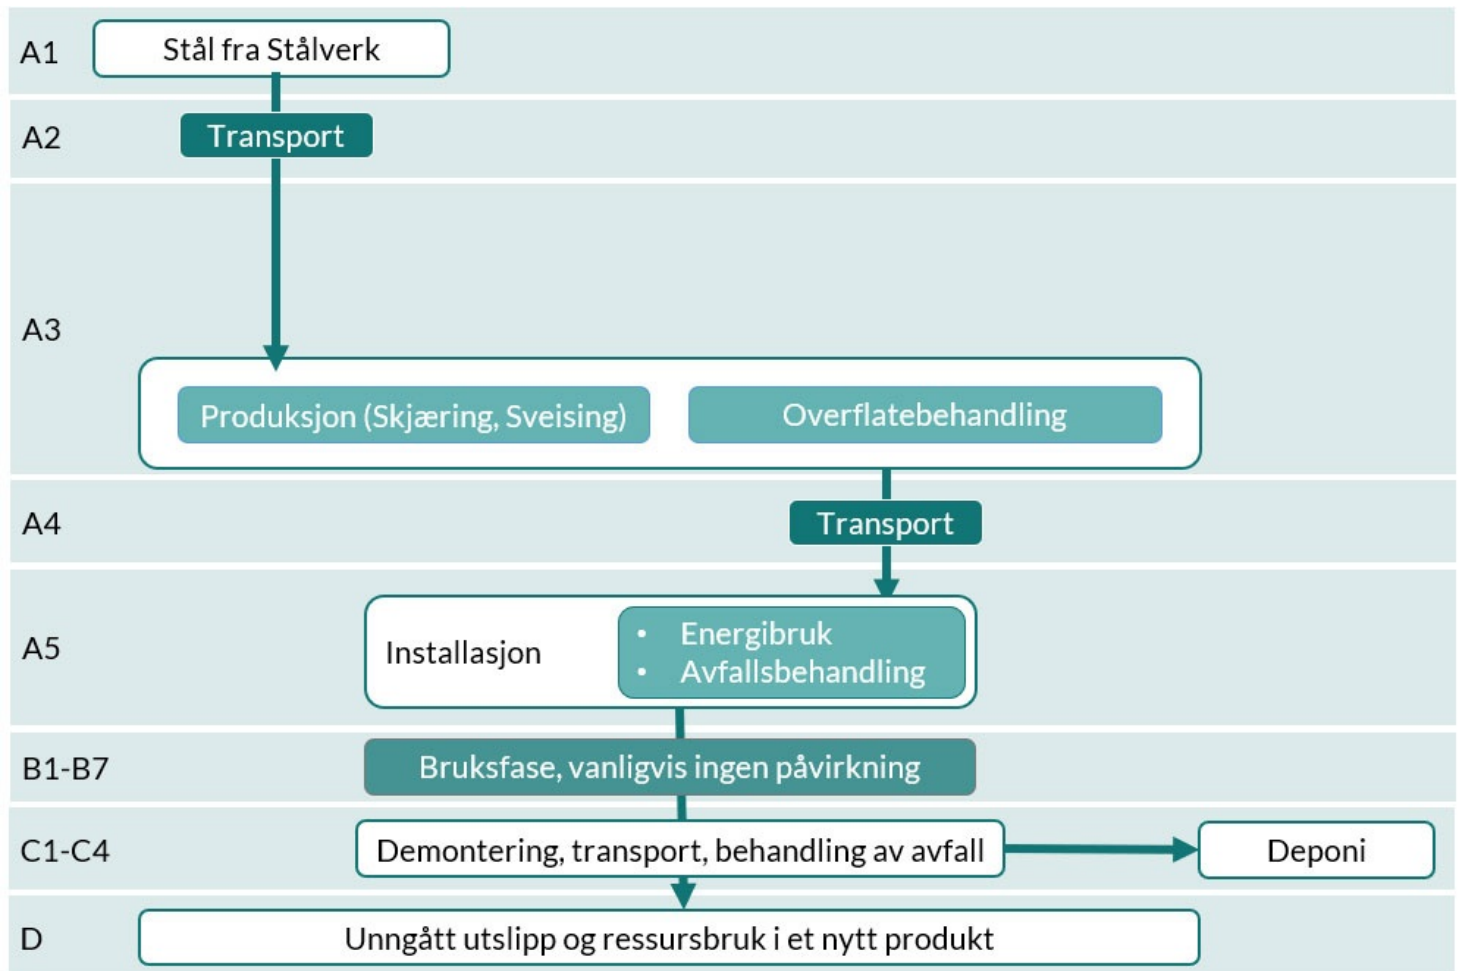 A1
Stål fra Stålverk
A2
Transport
A3
Produksjon (Skjæring, Sveising)
Overflatebehandling
A4
Transport
A5
Installasjon
• Energibruk
• Avfallsbehandling
B1-B7
Bruksfase, vanligvis ingen påvirkning
C1-C4
Demontering, transport, behandling av avfall
Deponi
D
Unngått utslipp og ressursbruk i et nytt produkt